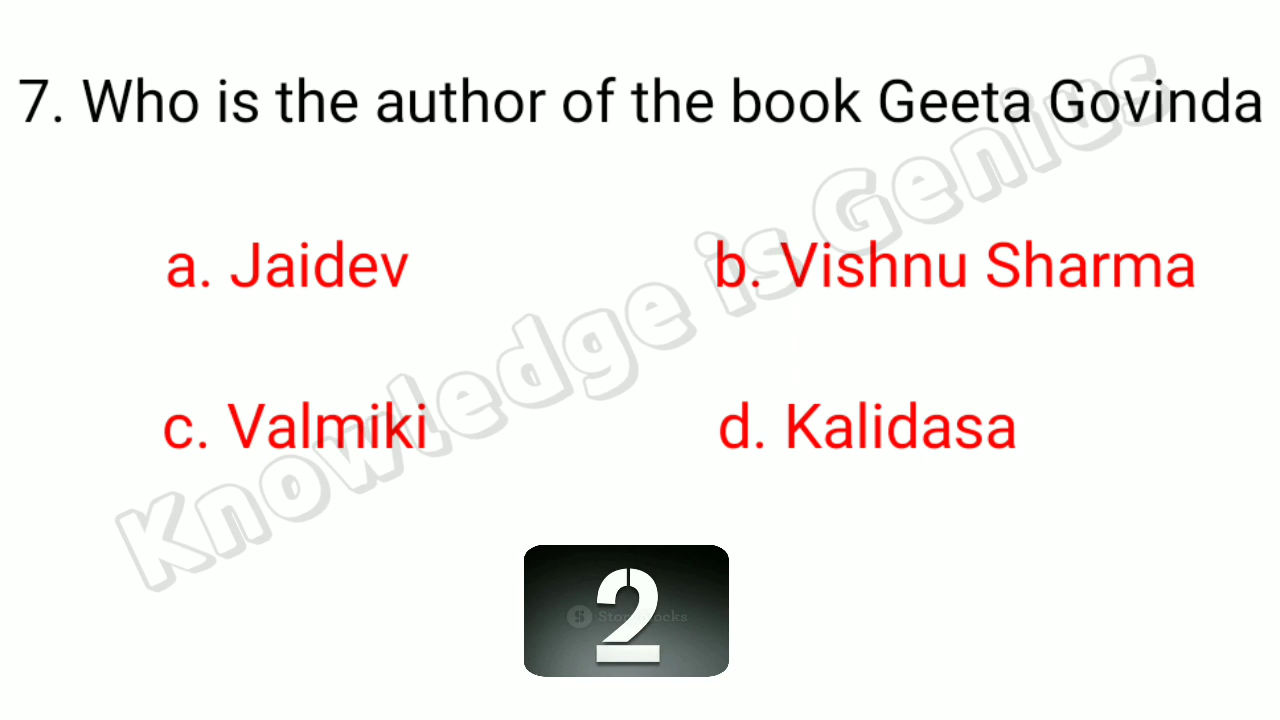 7. Who is the author of the book Geeta Govinda
a. Jaidev
b. Vishnu Sharma
c. Valmiki
d. Kalidasa
Knowledge is Genius
2
Storyblocks